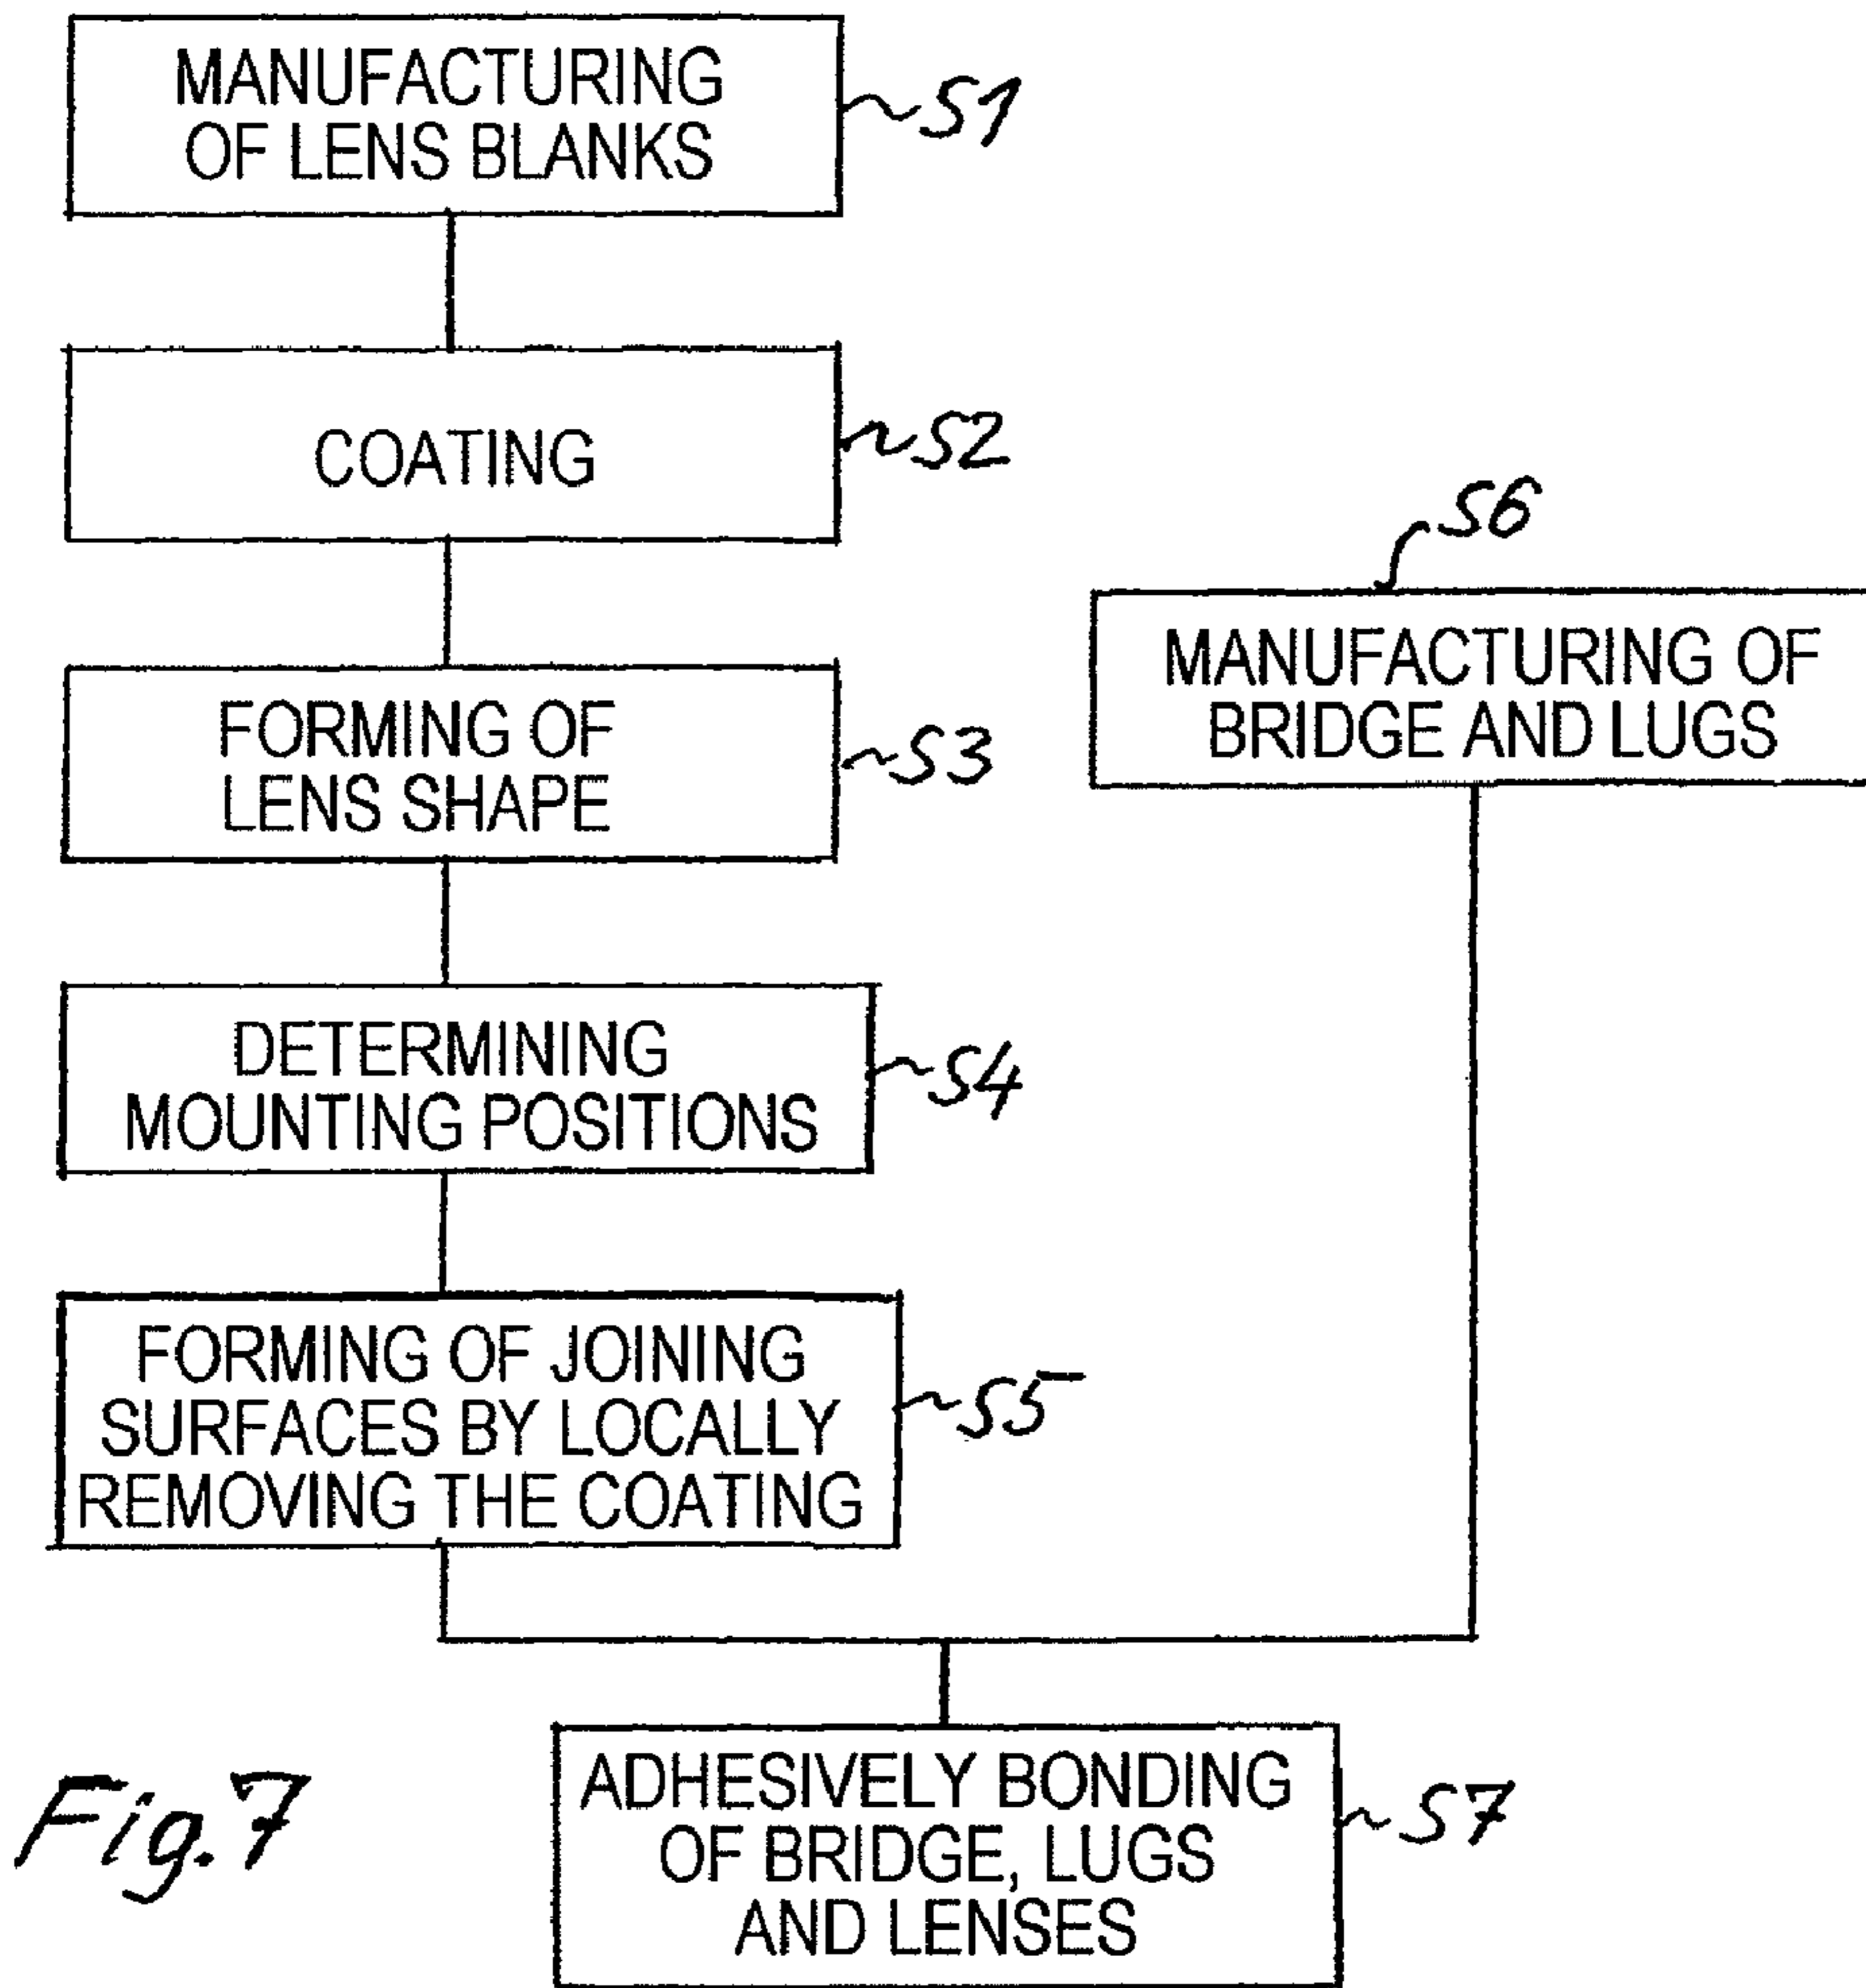 MANUFACTURING
OF LENS BLANKS
S1
COATING
S2
S6
MANUFACTURING OF
BRIDGE AND LUGS
FORMING OF
LENS SHAPE
S3
DETERMINING
MOUNTING POSITIONS
S4
FORMING OF JOINING
SURFACES BY LOCALLY
REMOVING THE COATING
S5
ADHESIVELY BONDING
OF BRIDGE, LUGS
AND LENSES
S7
Fig.7